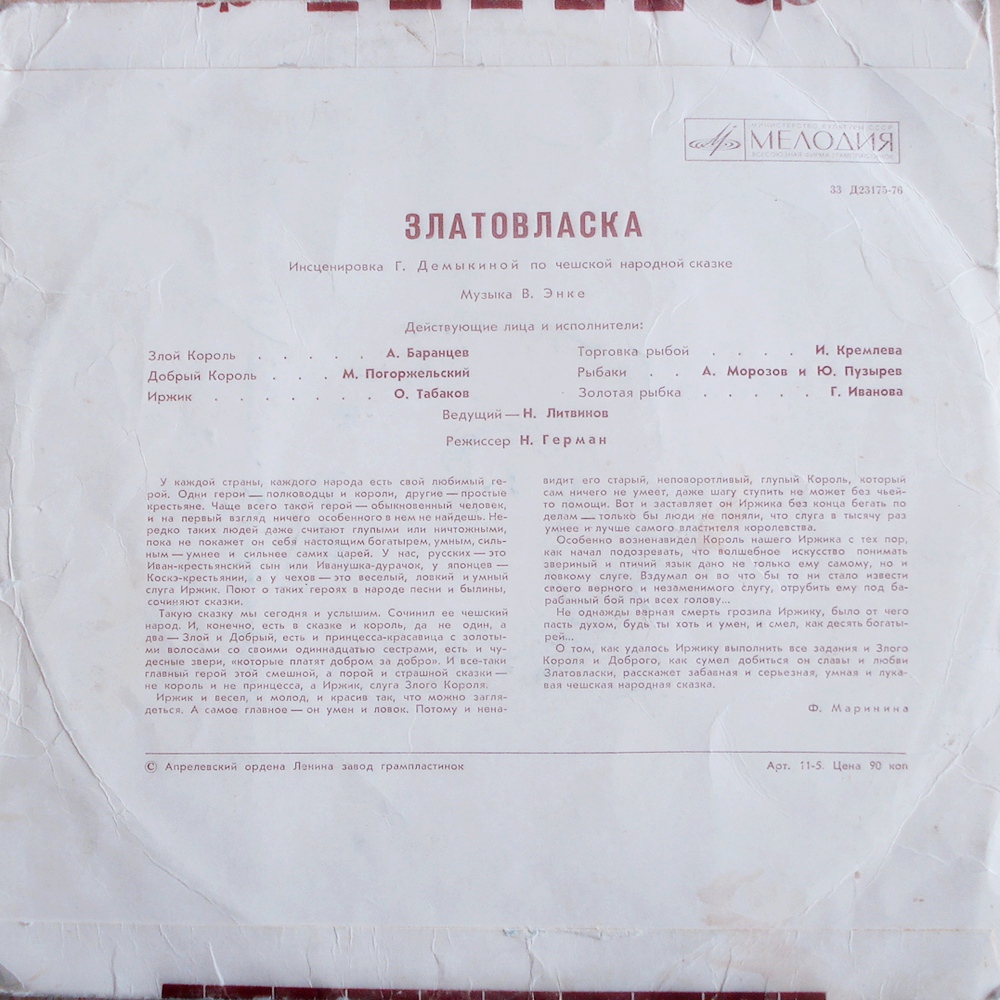 МИНИСТЕРСТВО КУЛЬТУРЫ СССР
МЕЛОДИЯ
ВСЕСОЮЗНАЯ ФИРМА ГРАМПЛАСТИНОК
33 Д23175-76
ЗЛАТОВЛАСКА
Инсценировка Г. Демыкиной по чешской народной сказке
Музыка В. Энке
Действующие лица и исполнители:
Злой Король . . . . . А. Баранцев
Добрый Король . . . М. Погоржельский
Иржик . . . . . . . О. Табаков
Торговка рыбой . . . . И. Кремлева
Рыбаки . . А. Морозов и Ю. Пузырев
Золотая рыбка . . . . . Г. Иванова
Ведущий — Н. Литвинов
Режиссер Н. Герман
У каждой страны, каждого народа есть свой любимый ге-
рой. Одни герои — полководцы и короли, другие — простые
крестьяне. Чаще всего такой герой — обыкновенный человек,
и на первый взгляд ничего особенного в нем не найдешь. Не-
редко таких людей даже считают глупыми или ничтожными,
пока не покажет он себя настоящим богатырем, умным, силь-
ным — умнее и сильнее самих царей. У нас, русских — это
Иван-крестьянский сын или Иванушка-дурачок, у японцев —
Коскэ-крестьянин, а у чехов — это веселый, ловкий и умный
слуга Иржик. Поют о таких героях в народе песни и былины,
сочиняют сказки.
Такую сказку мы сегодня и услышим. Сочинил ее чешский
народ. И, конечно, есть в сказке и король, да не один, а
два — Злой и Добрый, есть и принцесса-красавица с золоты-
ми волосами со своими одиннадцатью сестрами, есть и чу-
десные звери, «которые платят добром за добро». И все-таки
главный герой этой смешной, а порой и страшной сказки —
не король и не принцесса, а Иржик, слуга Злого Короля.
Иржик и весел, и молод, и красив так, что можно загля-
деться. А самое главное — он умен и ловок. Потому и нена-
видит его старый, неповоротливый, глупый Король, который
сам ничего не умеет, даже шагу ступить не может без чьей-
то помощи. Вот и заставляет он Иржика без конца бегать по
делам — только бы люди не поняли, что слуга в тысячу раз
умнее и лучше самого властителя королевства.
Особенно возненавидел Король нашего Иржика с тех пор,
как начал подозревать, что волшебное искусство понимать
звериный и птичий язык дано не только ему самому, но и
ловкому слуге. Вздумал он во что бы то ни стало извести
своего верного и незаменимого слугу, отрубить ему под ба-
рабанный бой при всех голову...
Не однажды верная смерть грозила Иржику, было от чего
пасть духом, будь ты хоть и умен, и смел, как десять богаты-
рей...
О том, как удалось Иржику выполнить все задания и Злого
Короля и Доброго, как сумел добиться он славы и любви
Златовласки, расскажет забавная и серьезная, умная и лука-
вая чешская народная сказка.
Ф. Маринина
© Апрелевский ордена Ленина завод грампластинок
Арт. 11-5. Цена 90 коп